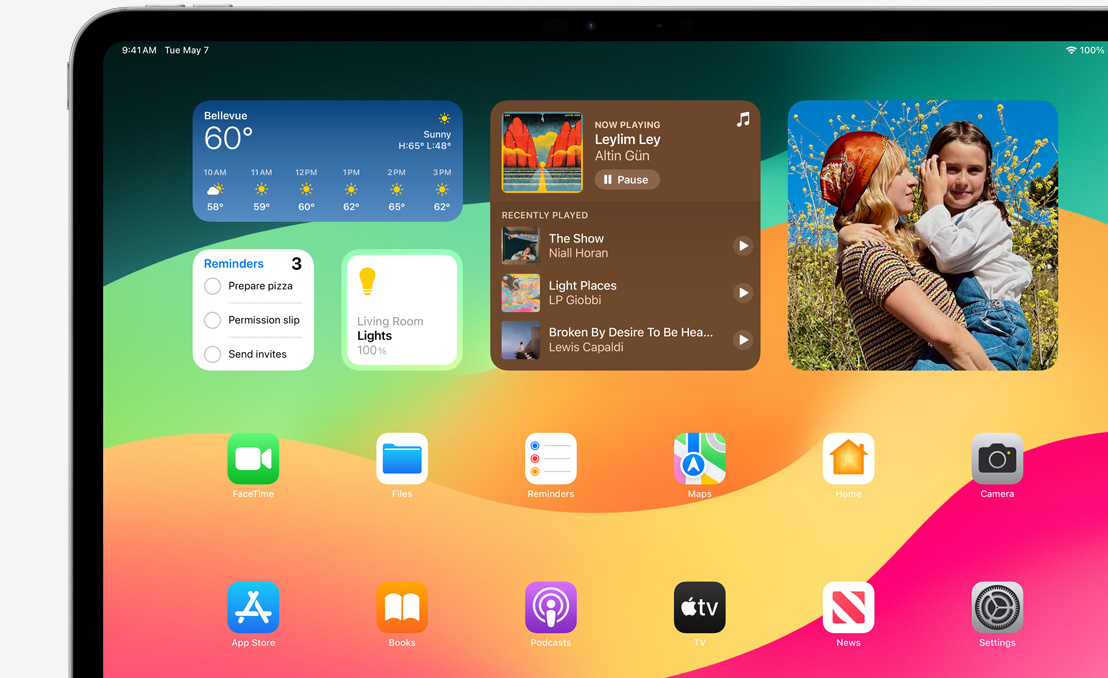 9:41 AM Tue May 7
100%
Bellevue
60°
Sunny
H:65° L:48°
10 AM 11 AM 12 PM 1 PM 2 PM 3 PM
58° 59° 60° 62° 65° 62°
Reminders 3
Prepare pizza
Permission slip
Send invites
Living Room
Lights
100%
NOW PLAYING
Leylim Ley
Altin Gün
Pause
RECENTLY PLAYED
The Show
Niall Horan
Light Places
LP Giobbi
Broken By Desire To Be Hea...
Lewis Capaldi
FaceTime Files Reminders Maps Home Camera
tv
App Store Books Podcasts TV News Settings